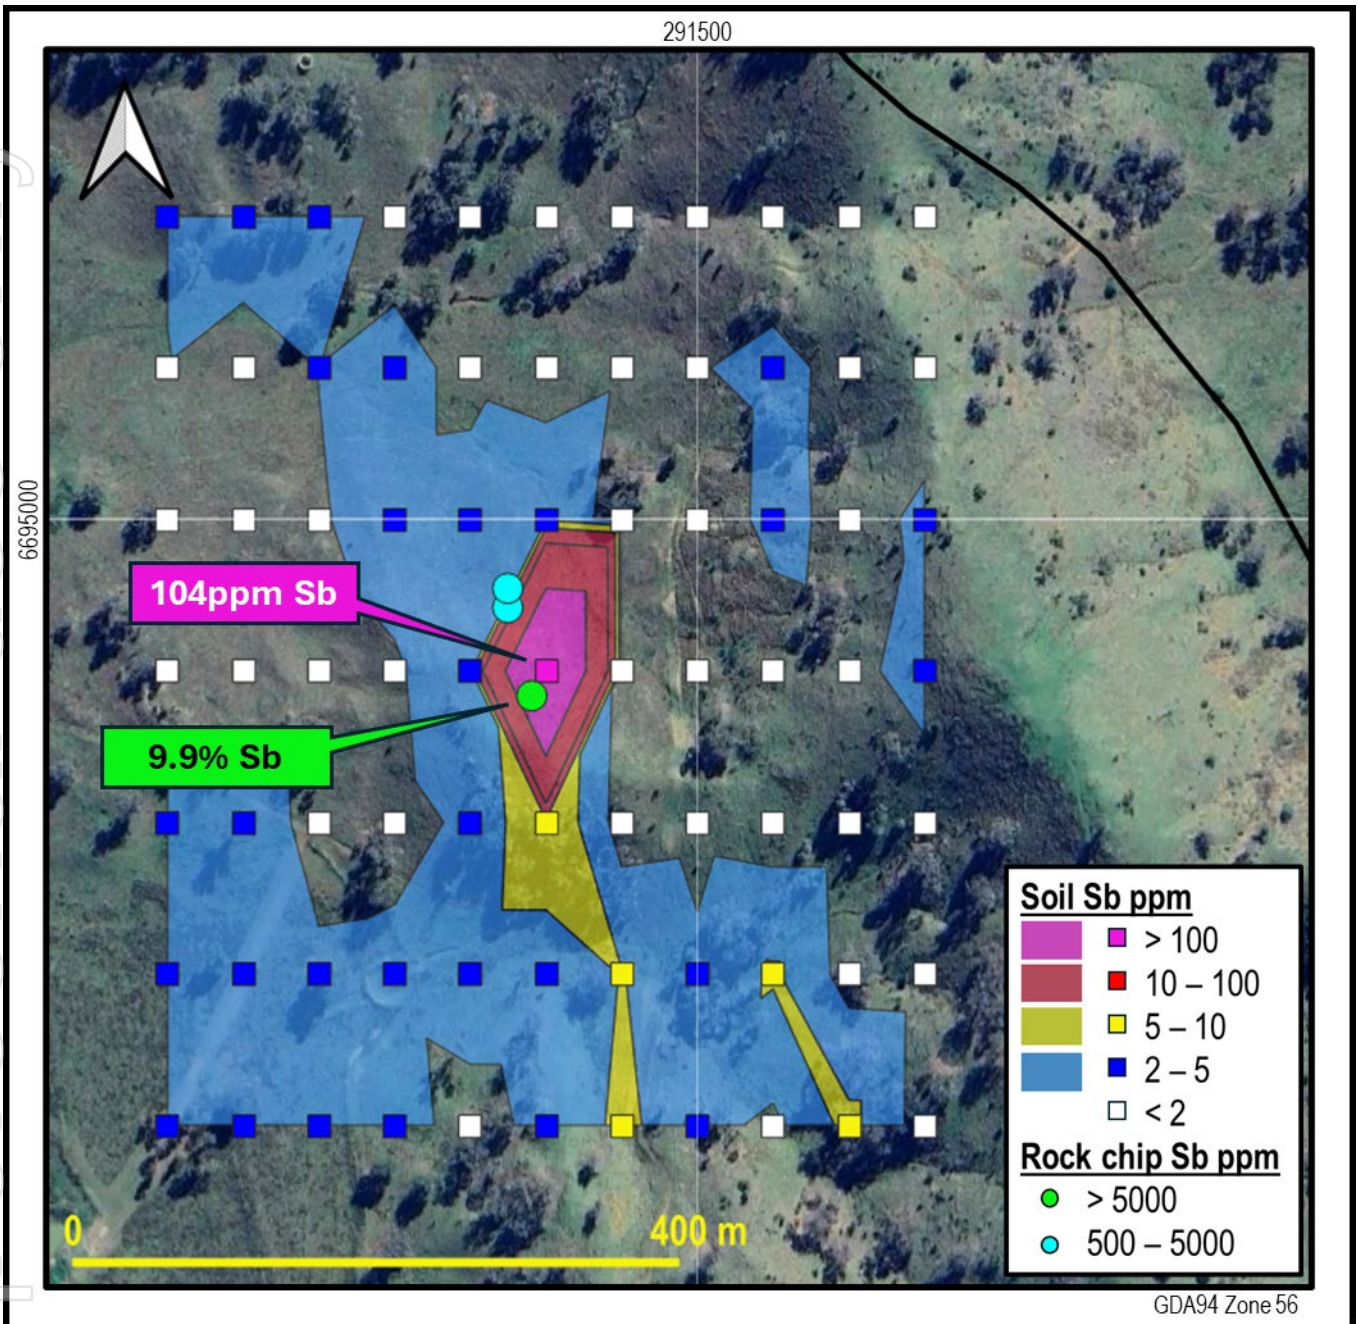 291500
6695000
104ppm Sb
9.9% Sb
Soil Sb ppm
> 100
10 – 100
5 – 10
2 – 5
< 2
Rock chip Sb ppm
> 5000
500 – 5000
0 400 m
GDA94 Zone 56